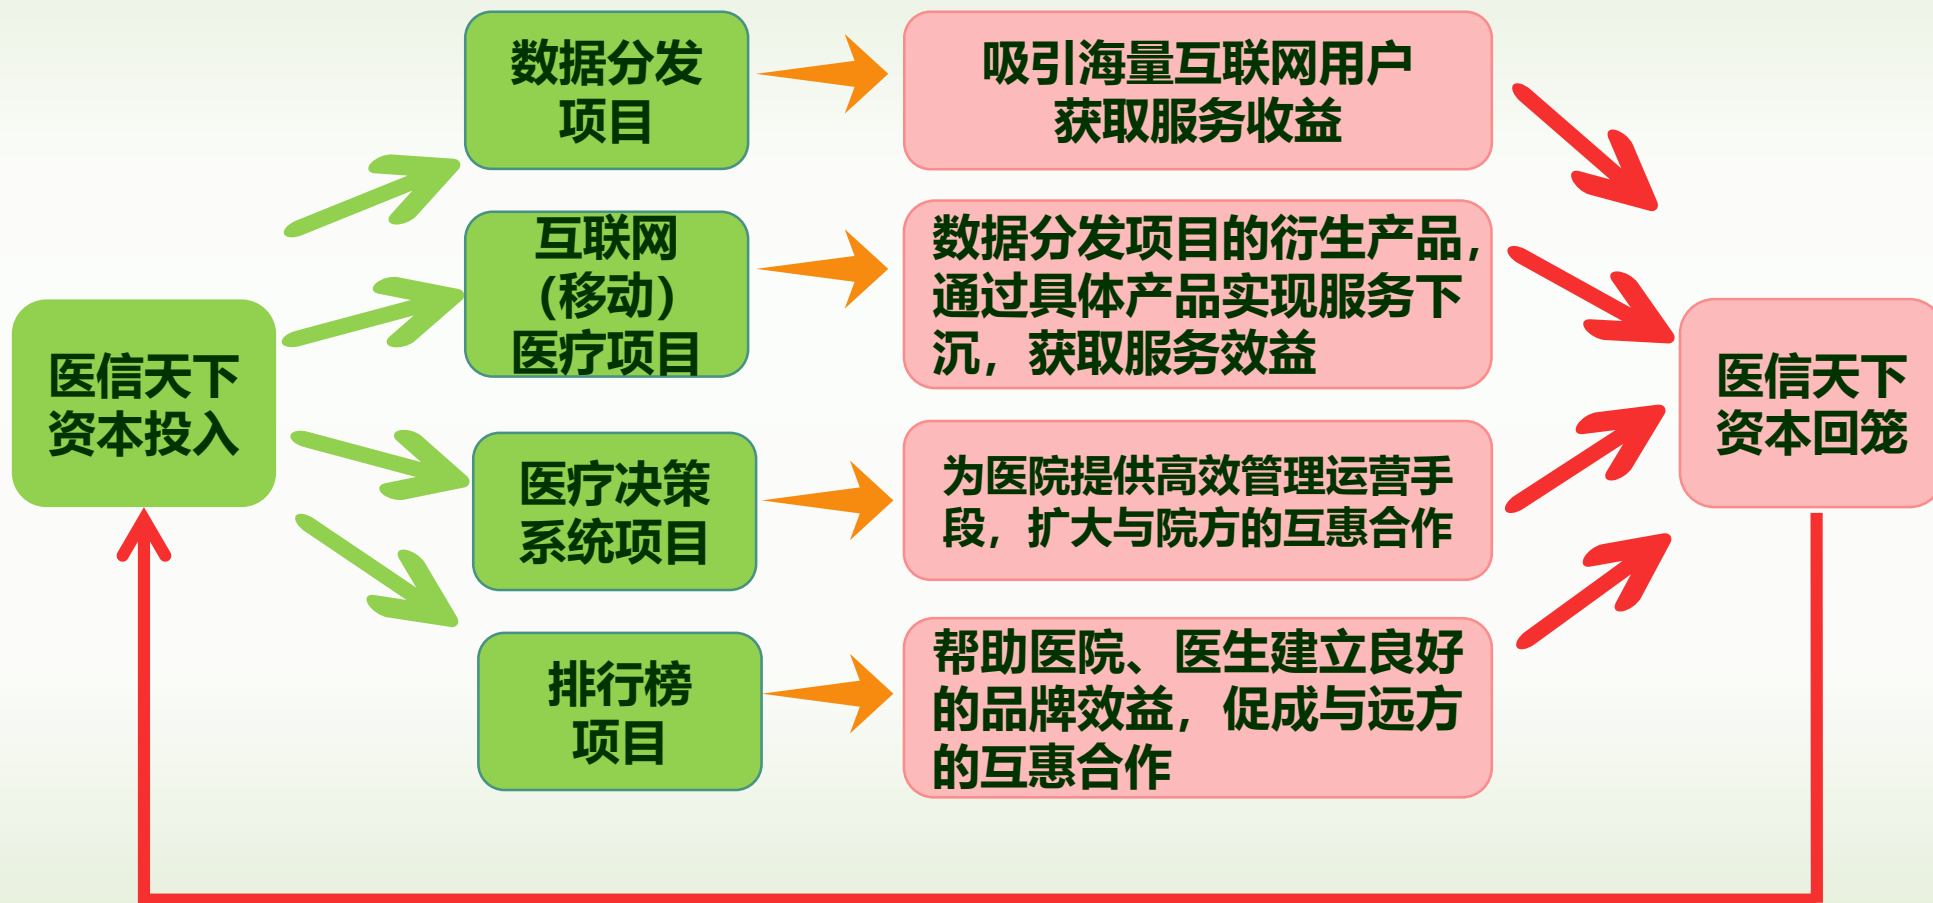 数据分发
项目
吸引海量互联网用户
获取服务收益
互联网
（移动）
医疗项目
数据分发项目的衍生产品，
通过具体产品实现服务下
沉，获取服务效益
医信天下
资本投入
医信天下
资本回笼
医疗决策
系统项目
为医院提供高效管理运营手
段，扩大与院方的互惠合作
排行榜
项目
帮助医院、医生建立良好
的品牌效益，促成与远方
的互惠合作